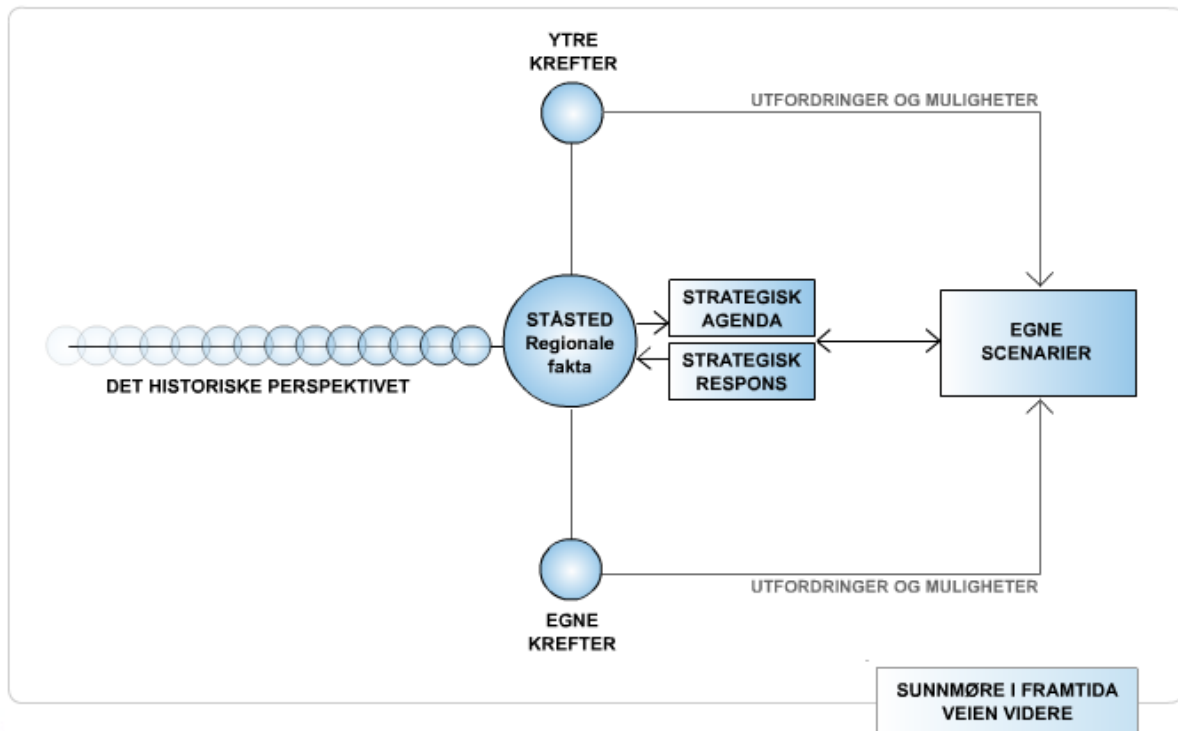 YTRE
KREFTER
UTFORDRINGER OG MULIGHETER
STÅSTED
Regionale
fakta
STRATEGISK
AGENDA
STRATEGISK
RESPONS
EGNE
SCENARIER
DET HISTORISKE PERSPEKTIVET
UTFORDRINGER OG MULIGHETER
EGNE
KREFTER
SUNNMØRE I FRAMTIDA
VEIEN VIDERE